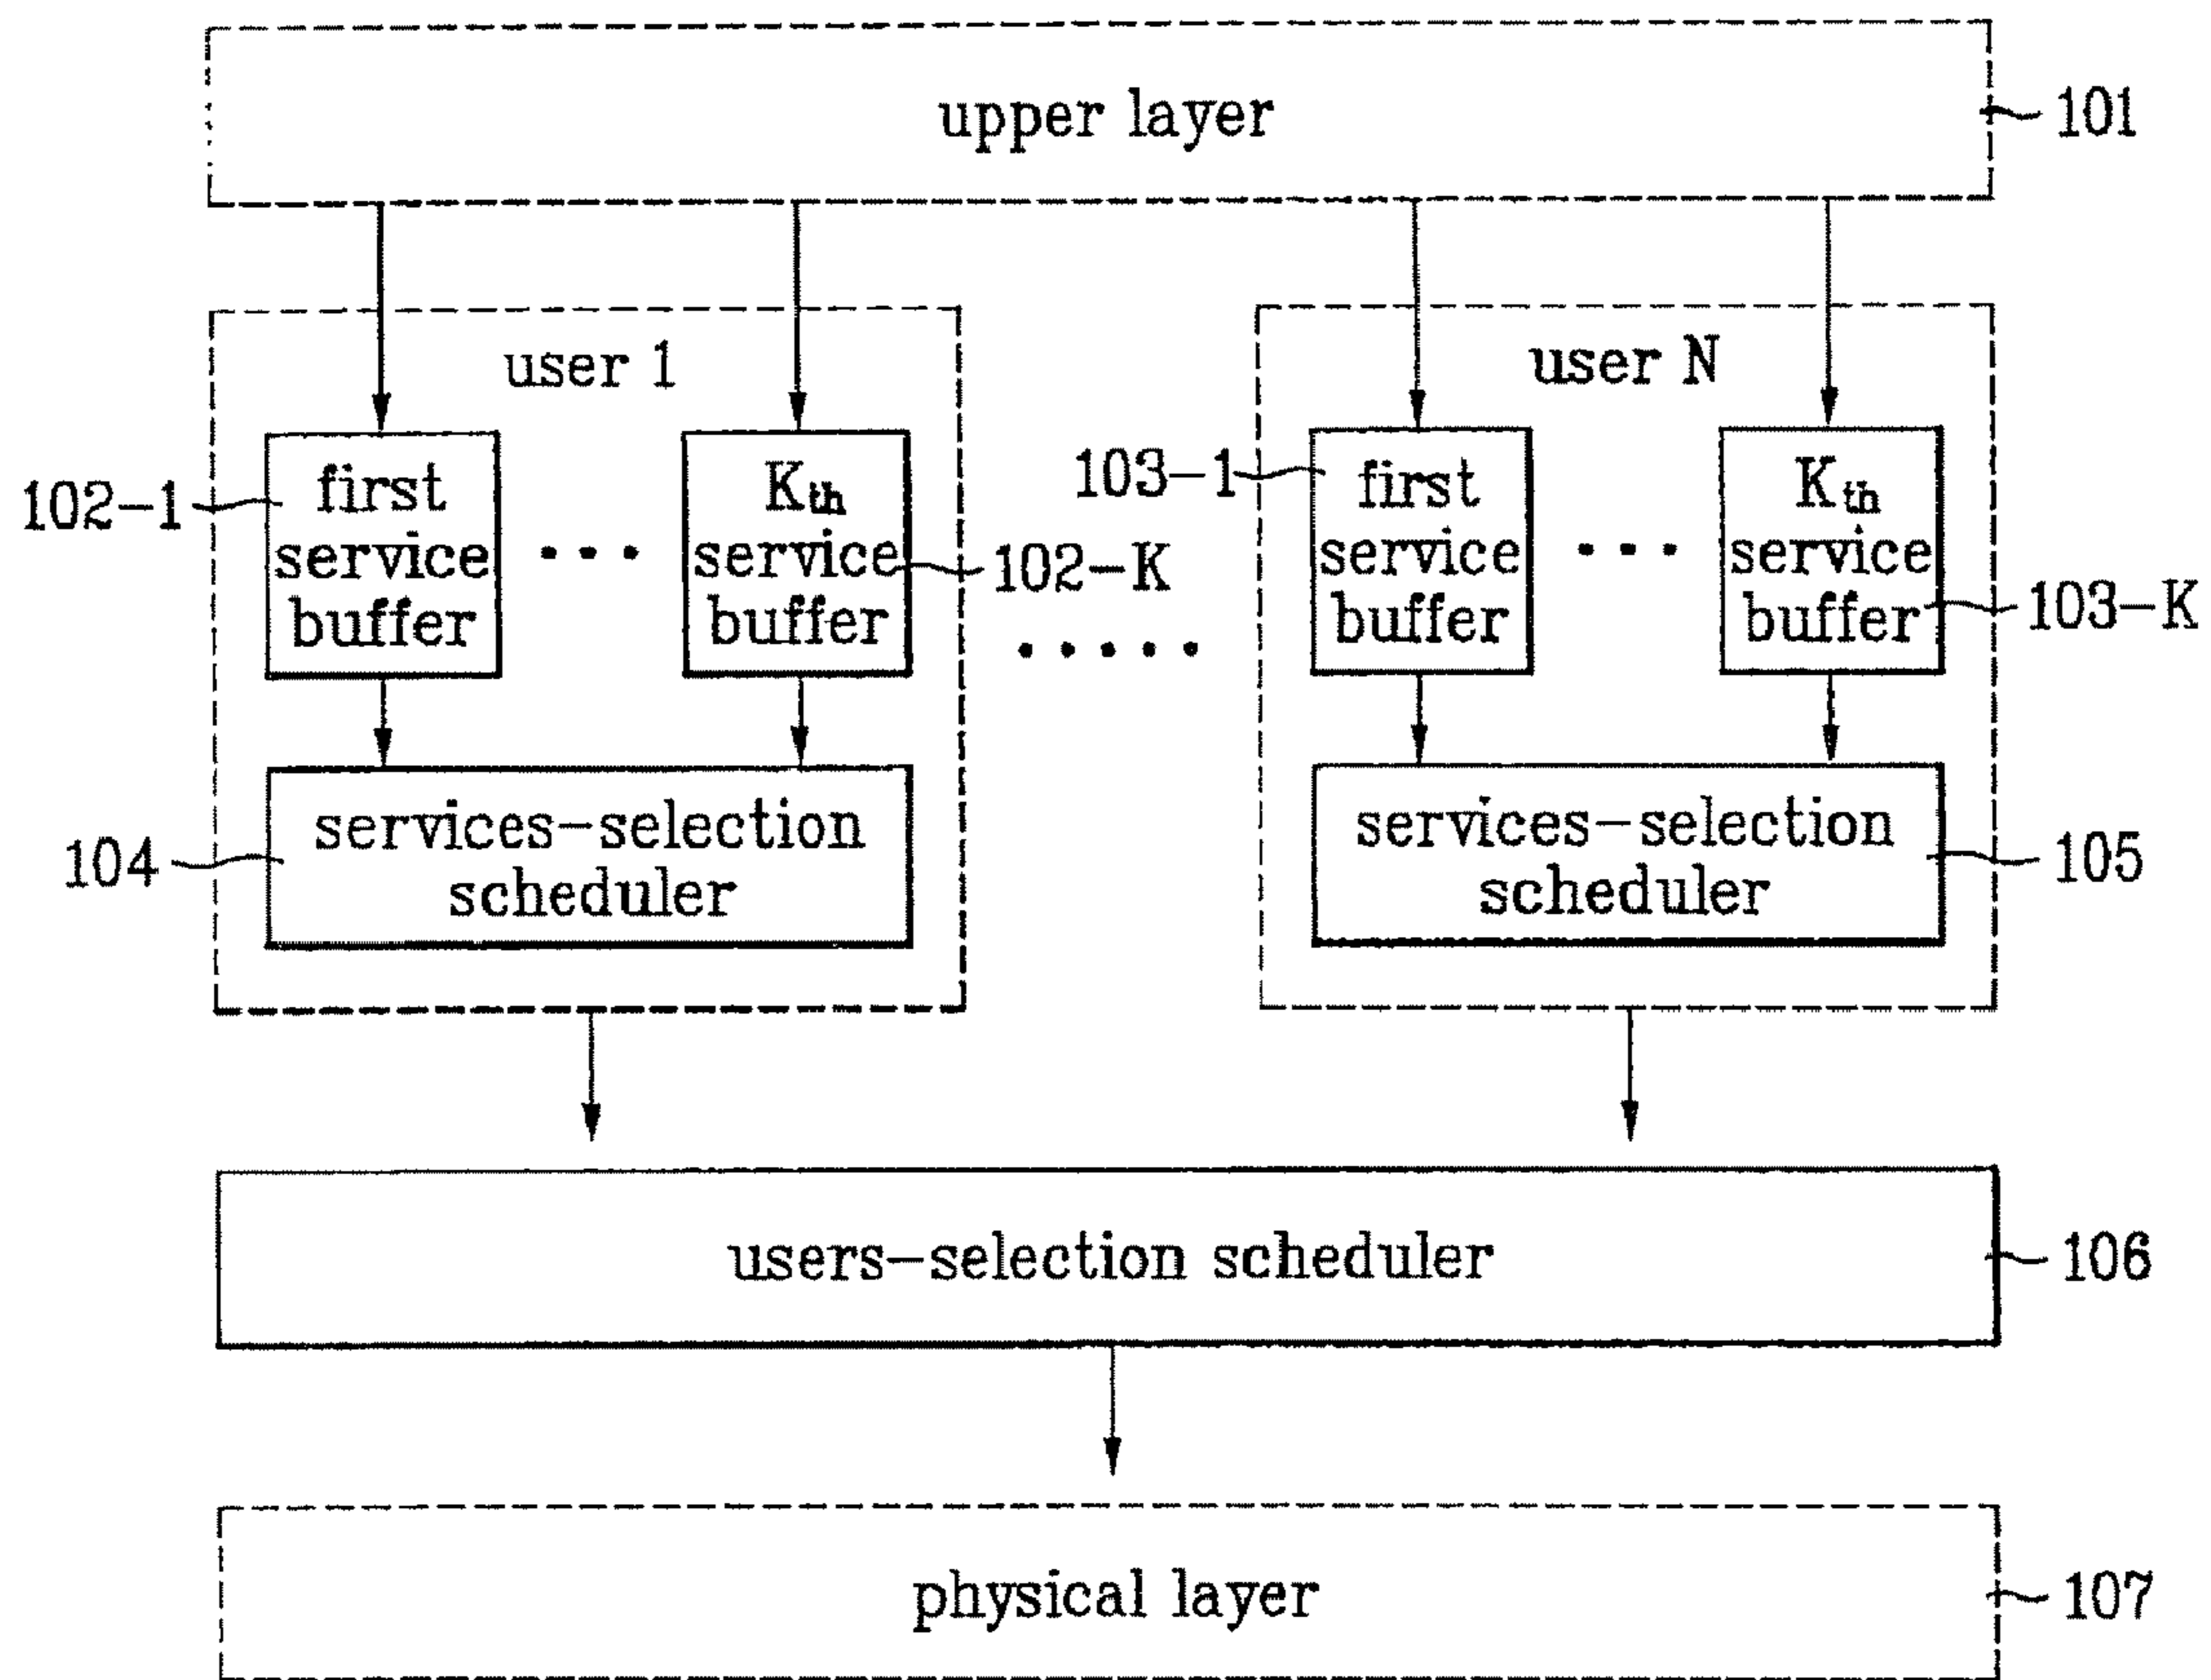 upper layer
101
user 1
user N
102-1
first
service
buffer
. . .
Kth
service
buffer
102-K
. . . . .
103-1
first
service
buffer
. . .
Kth
service
buffer
103-K
104
services-selection
scheduler
services-selection
scheduler
105
users-selection scheduler
106
physical layer
107